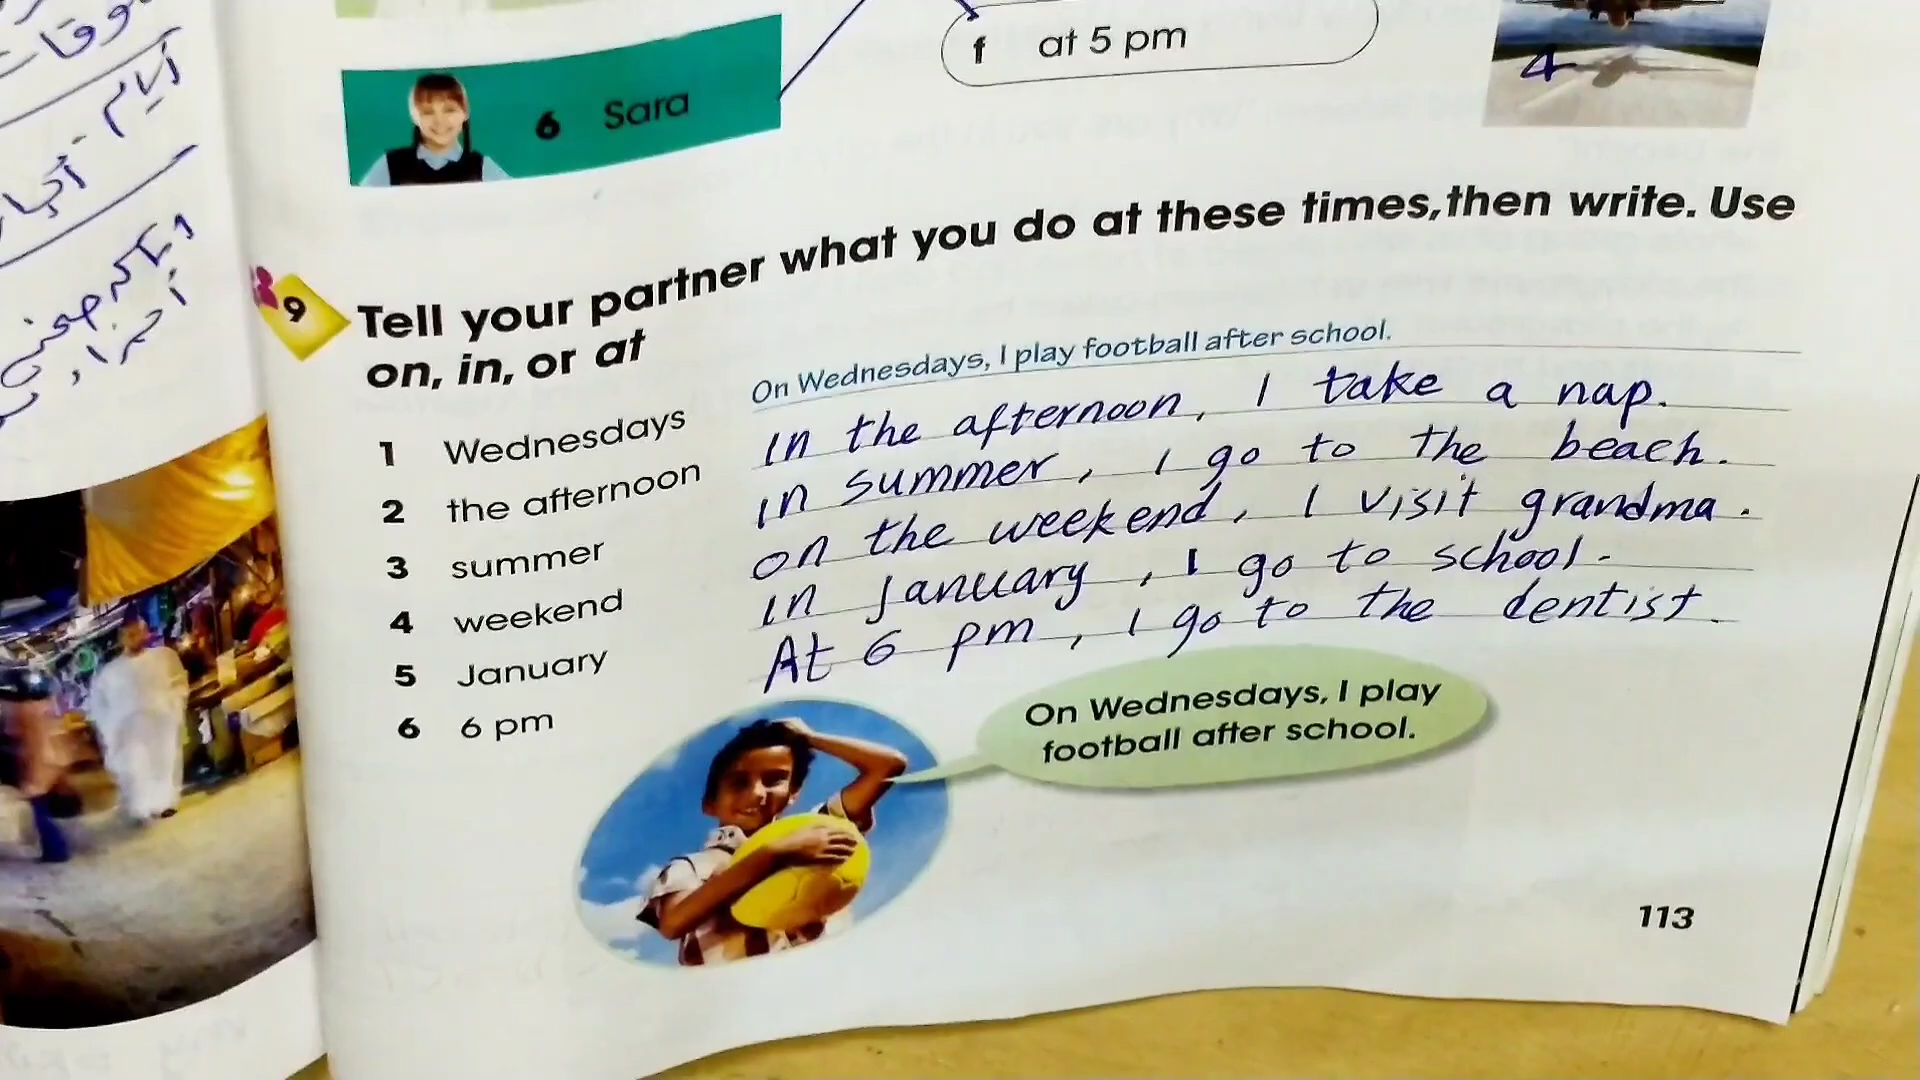 وقات
أيام
f at 5 pm
4
6 Sara
9 Tell your partner what you do at these times, then write. Use
on, in, or at
On Wednesdays, I play football after school.
1 Wednesdays
In the afternoon, I take a nap.
2 the afternoon
in summer, I go to the beach.
3 summer
on the weekend, I visit grandma.
4 weekend
in January, I go to school.
5 January
At 6 pm, I go to the dentist.
6 6 pm
On Wednesdays, I play
football after school.
113